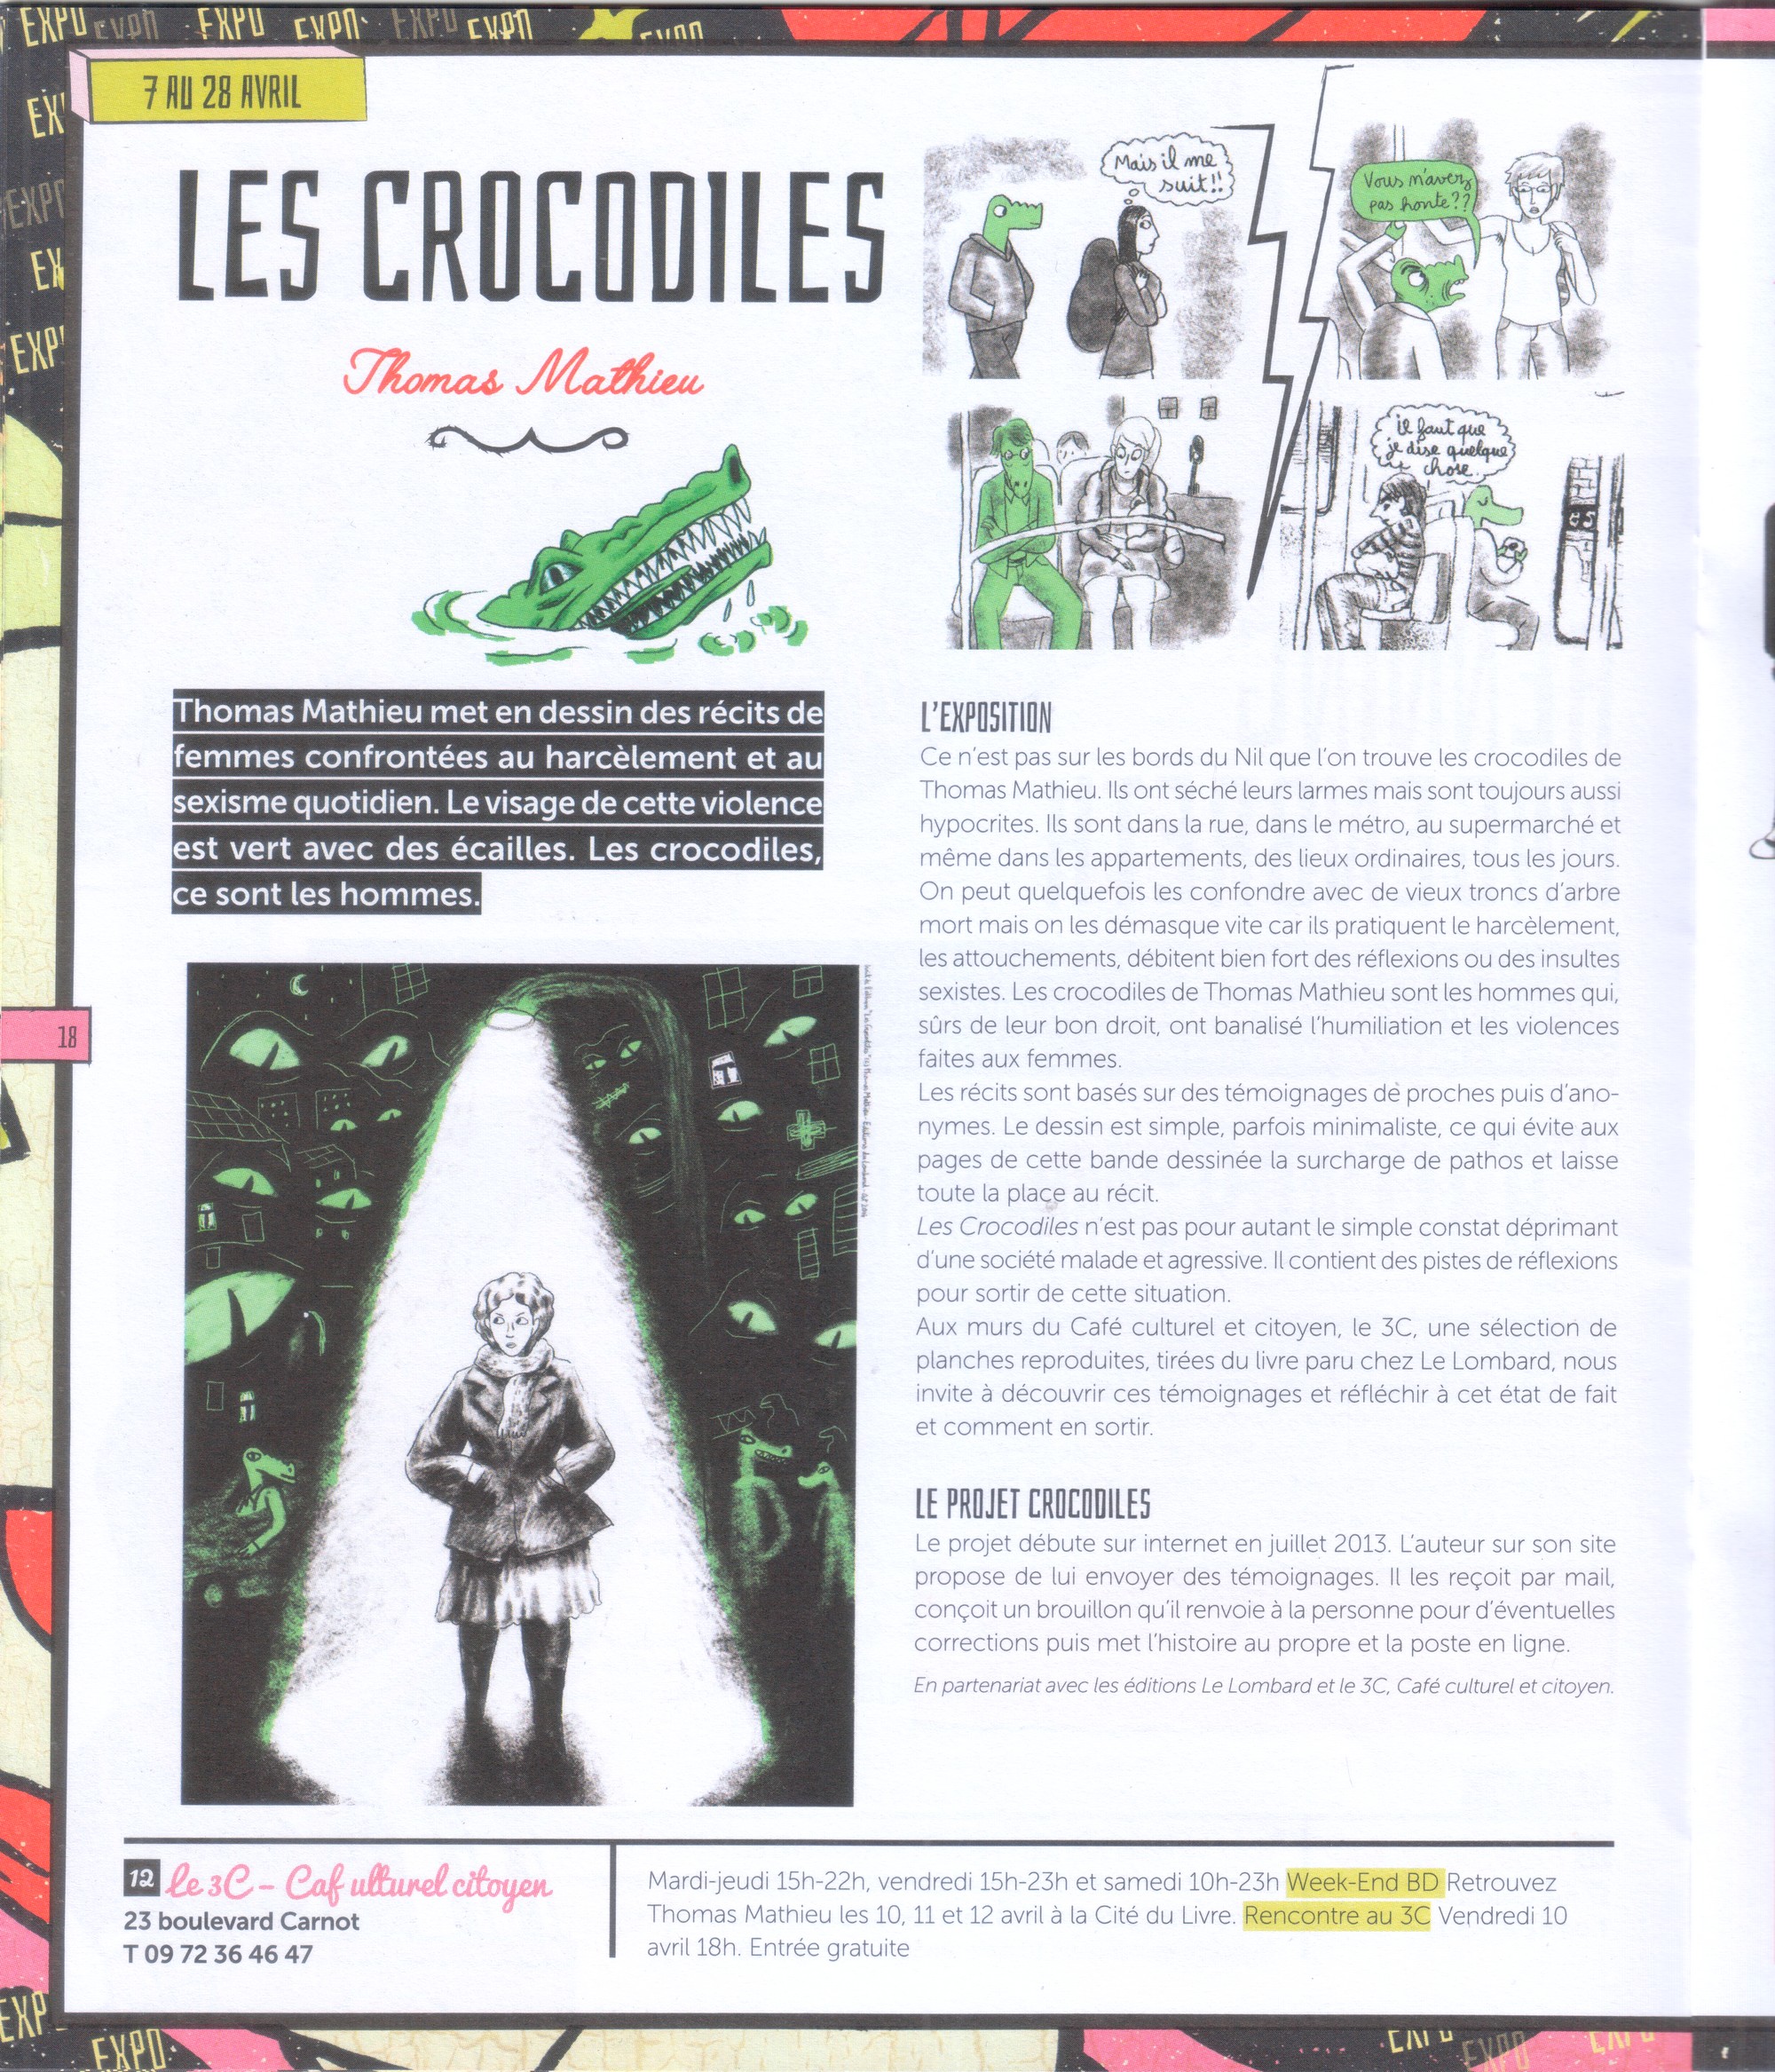 EXPO EXPO EXPO EXPO EXPO EXPO EXPO
7 AU 28 AVRIL
EXPO
EX
EXPO
LES CROCODILES
Thomas Mathieu
Mais il me
suit!!
Vous n'avez
pas honte??
il faut que
je dise quelque
chose.
Thomas Mathieu met en dessin des récits de
femmes confrontées au harcèlement et au
sexisme quotidien. Le visage de cette violence
est vert avec des écailles. Les crocodiles,
ce sont les hommes.
18
L'EXPOSITION
Ce n'est pas sur les bords du Nil que l'on trouve les crocodiles de
Thomas Mathieu. Ils ont séché leurs larmes mais sont toujours aussi
hypocrites. Ils sont dans la rue, dans le métro, au supermarché et
même dans les appartements, des lieux ordinaires, tous les jours.
On peut quelquefois les confondre avec de vieux troncs d'arbre
mort mais on les démasque vite car ils pratiquent le harcèlement,
les attouchements, débitent bien fort des réflexions ou des insultes
sexistes. Les crocodiles de Thomas Mathieu sont les hommes qui,
sûrs de leur bon droit, ont banalisé l'humiliation et les violences
faites aux femmes.
Les récits sont basés sur des témoignages de proches puis d'ano-
nymes. Le dessin est simple, parfois minimaliste, ce qui évite aux
pages de cette bande dessinée la surcharge de pathos et laisse
toute la place au récit.
Les Crocodiles n'est pas pour autant le simple constat déprimant
d'une société malade et agressive. Il contient des pistes de réflexions
pour sortir de cette situation.
Aux murs du Café culturel et citoyen, le 3C, une sélection de
planches reproduites, tirées du livre paru chez Le Lombard, nous
invite à découvrir ces témoignages et réfléchir à cet état de fait
et comment en sortir.
LE PROJET CROCODILES
Le projet débute sur internet en juillet 2013. L'auteur sur son site
propose de lui envoyer des témoignages. Il les reçoit par mail,
conçoit un brouillon qu'il renvoie à la personne pour d'éventuelles
corrections puis met l'histoire au propre et la poste en ligne.
En partenariat avec les éditions Le Lombard et le 3C, Café culturel et citoyen.
12 Le 3C – Caf ulturel citoyen
23 boulevard Carnot
T 09 72 36 46 47
Mardi-jeudi 15h-22h, vendredi 15h-23h et samedi 10h-23h Week-End BD Retrouvez
Thomas Mathieu les 10, 11 et 12 avril à la Cité du Livre. Rencontre au 3C Vendredi 10
avril 18h. Entrée gratuite
EXPO
EXPO EXPO EXPO